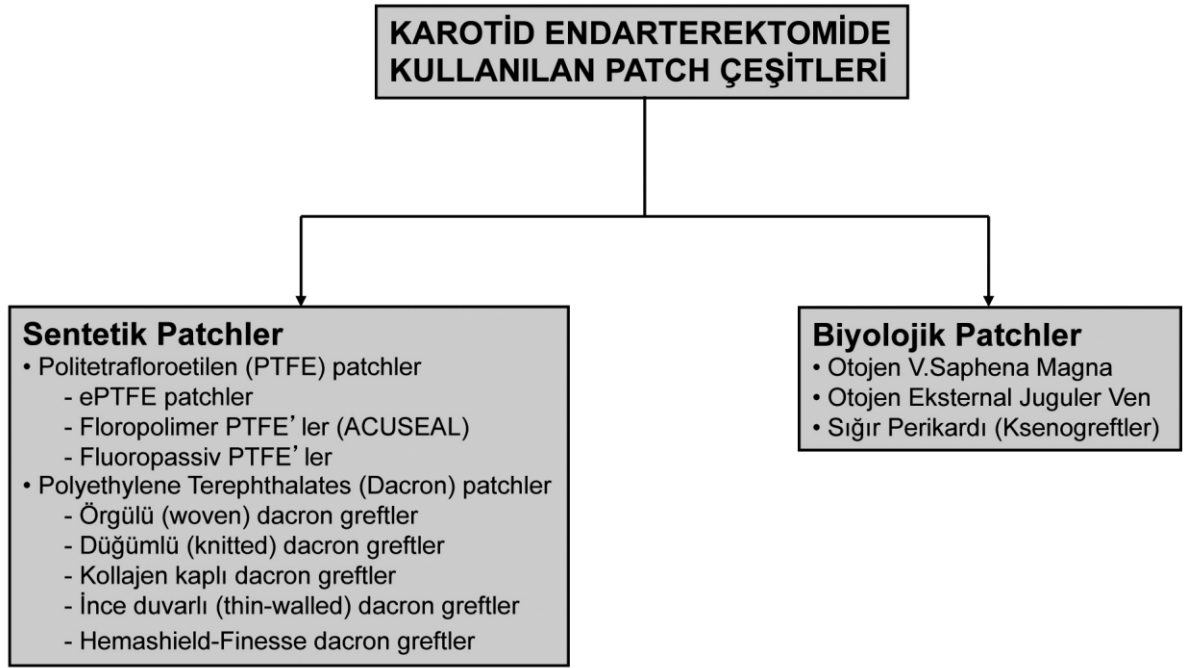 KAROTİD ENDARTEREKTOMİDE
KULLANILAN PATCH ÇEŞİTLERİ
Sentetik Patchler
• Politetrafloroetilen (PTFE) patchler
- ePTFE patchler
- Floropolimer PTFE’ler (ACUSEAL)
- Fluoropassiv PTFE’ler
• Polyethylene Terephthalates (Dacron) patchler
- Örgülü (woven) dacron greftler
- Düğümlü (knitted) dacron greftler
- Kollajen kaplı dacron greftler
- İnce duvarlı (thin-walled) dacron greftler
- Hemashield-Finesse dacron greftler
Biyolojik Patchler
• Otojen V.Saphena Magna
• Otojen Eksternal Juguler Ven
• Sığır Perikardı (Ksenogreftler)